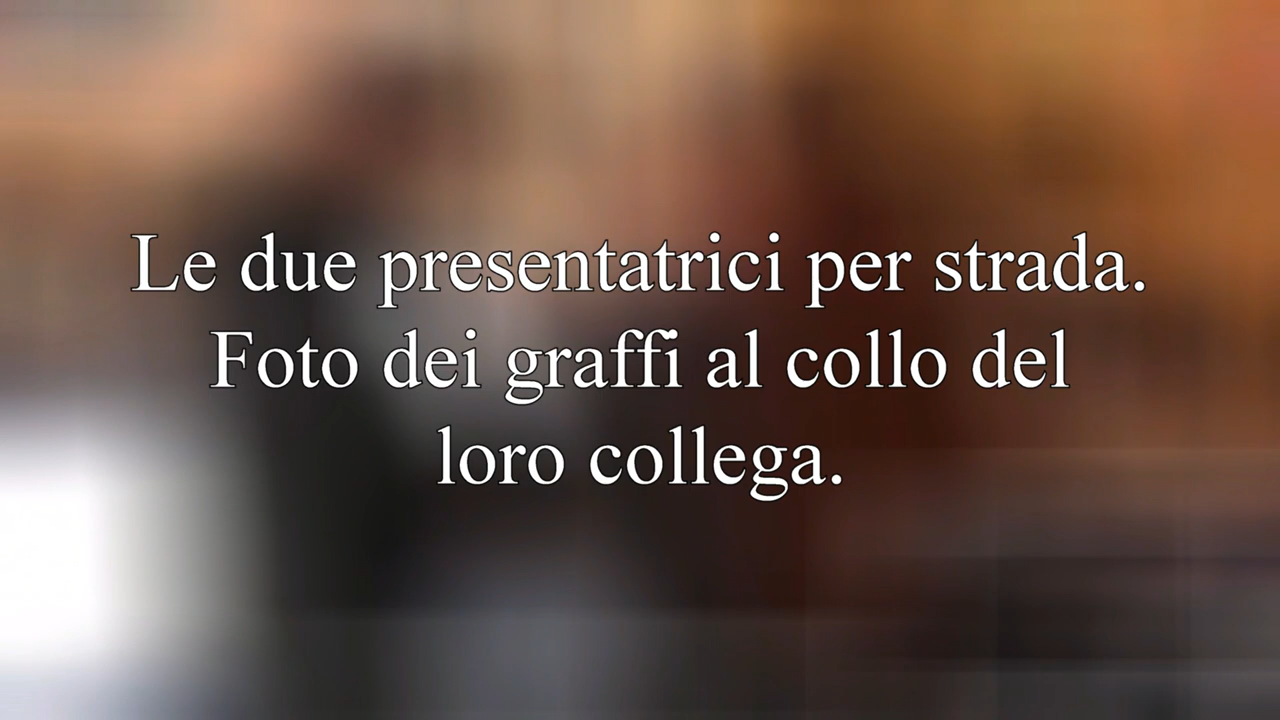 Le due presentatrici per strada.
Foto dei graffi al collo del
loro collega.